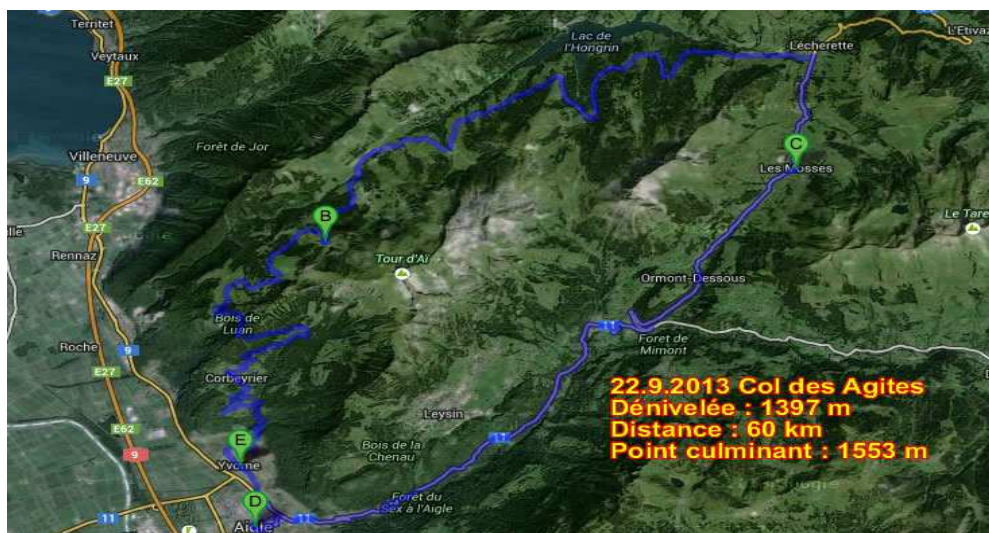 Territet
Veytaux
E27
Lac de
l'Hongrin
Lécherette
L'Etivaz
Forêt de Jor
Villeneuve
9
E62
C
Les Mosses
B
Le Tare
E27
Rennaz
Tour d'Aï
Ormont-Dessous
Bois de
Luan
11
Foret de
Mimont
Roche
9
E27
Corbeyrier
Leysin
22.9.2013 Col des Agites
Dénivelée : 1397 m
Distance : 60 km
Point culminant : 1553 m
E62
9
E
Yvorne
Bois de la
Chenau
11
D
Forêt du
Sex à l'Aigle
11
Aigle
11